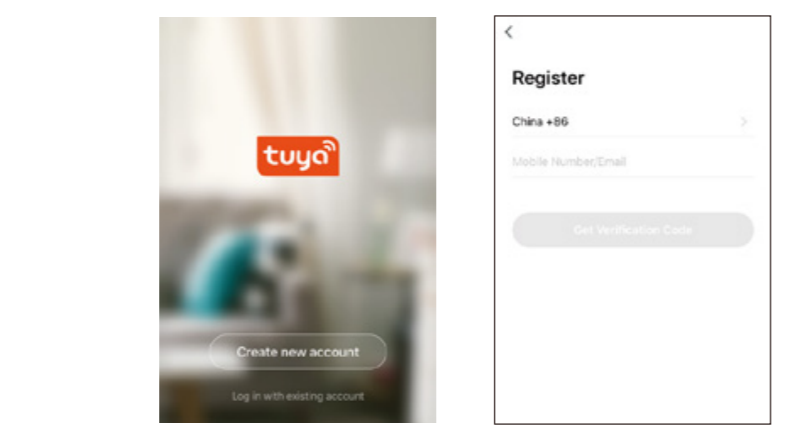 tuya
Create new account
Log in with existing account
Register
China +86
Mobile Number/Email
Get Verification Code